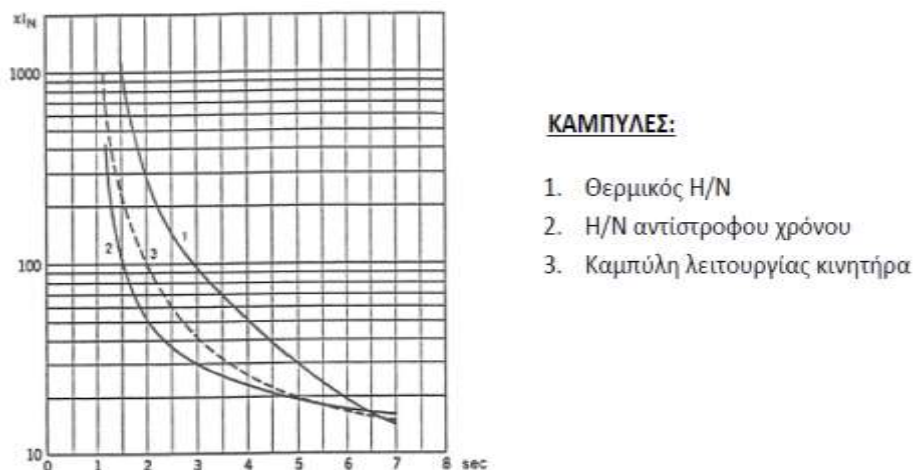 xI_N
1000
100
10
1
2
3
0 1 2 3 4 5 6 7 8 sec
ΚΑΜΠΥΛΕΣ:
1. Θερμικός Η/Ν
2. Η/Ν αντίστροφου χρόνου
3. Καμπύλη λειτουργίας κινητήρα